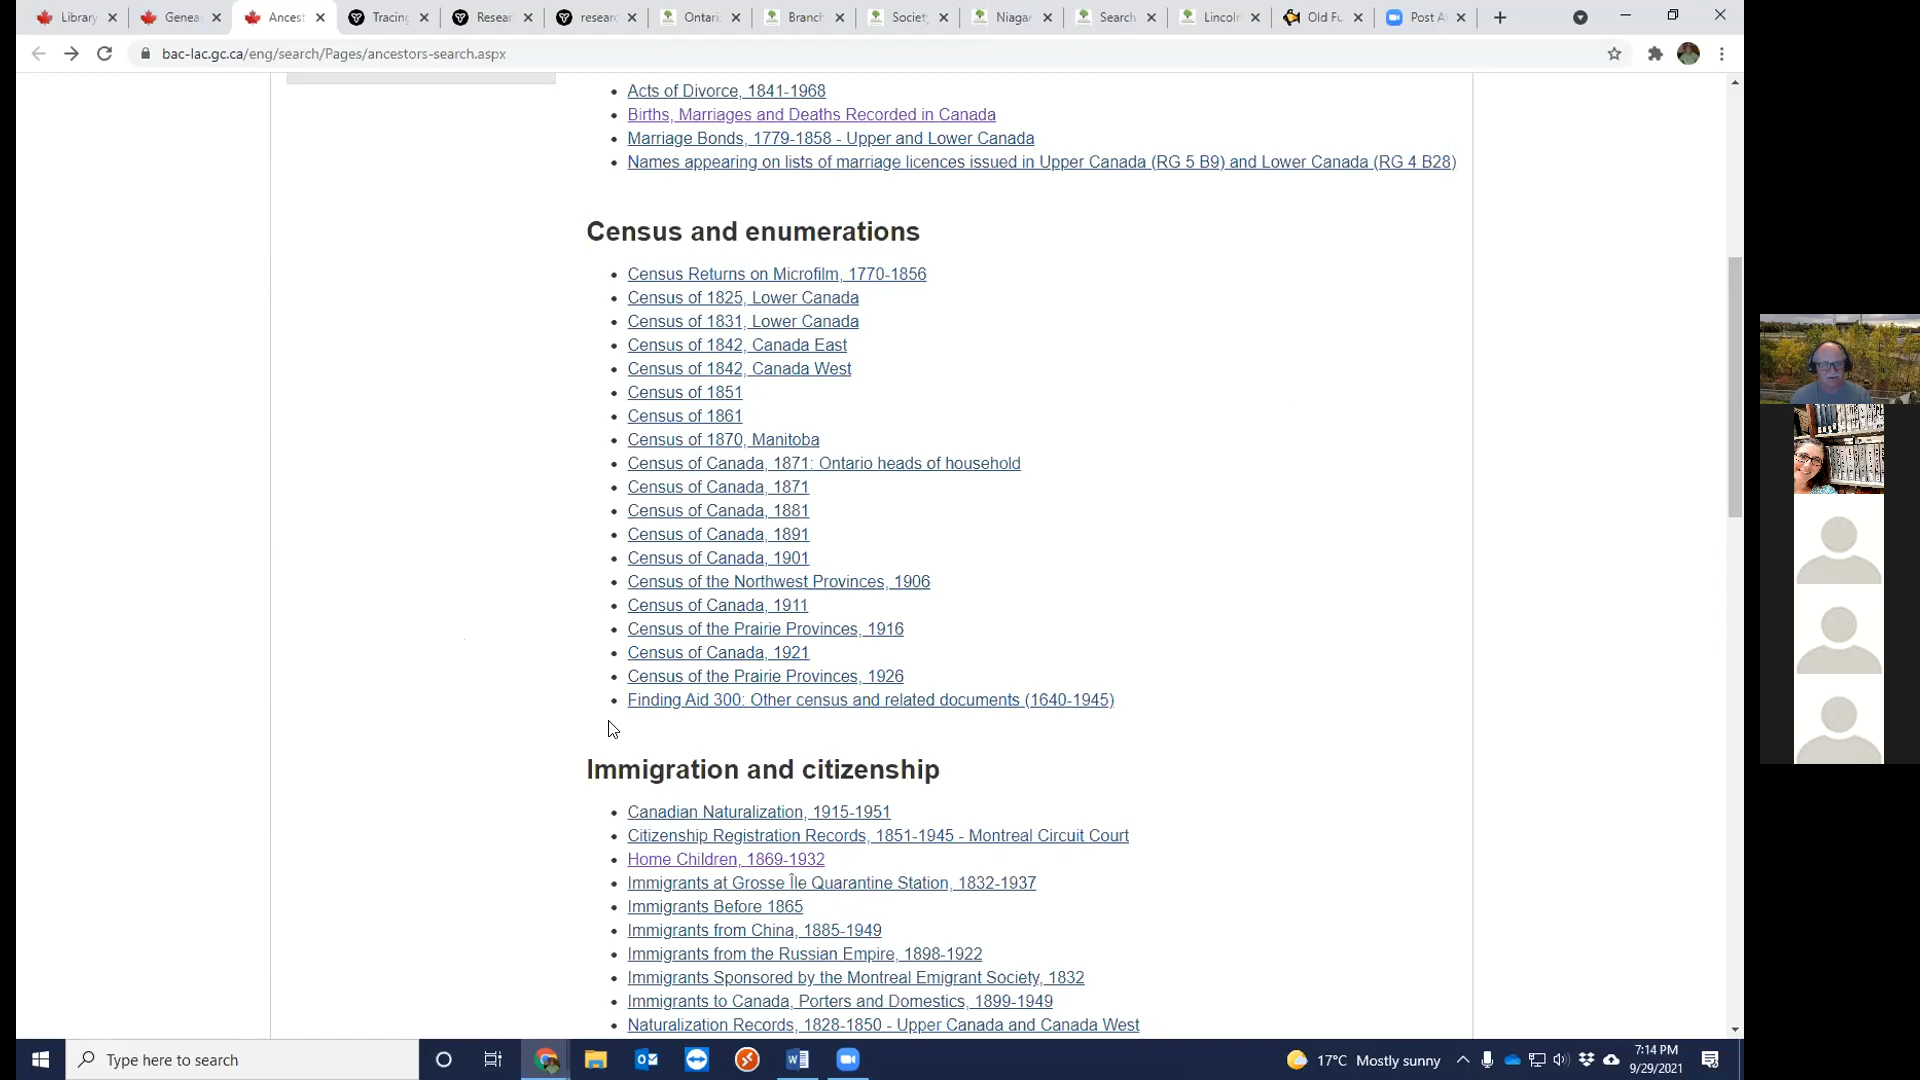 Library
Genea
Ancest
Tracing
Resear
researc
Ontari
Branch
Society
Niagar
Search
Lincoln
Old Fu
Post A
bac-lac.gc.ca/eng/search/Pages/ancestors-search.aspx
Acts of Divorce, 1841-1968
Births, Marriages and Deaths Recorded in Canada
Marriage Bonds, 1779-1858 - Upper and Lower Canada
Names appearing on lists of marriage licences issued in Upper Canada (RG 5 B9) and Lower Canada (RG 4 B28)
Census and enumerations
Census Returns on Microfilm, 1770-1856
Census of 1825, Lower Canada
Census of 1831, Lower Canada
Census of 1842, Canada East
Census of 1842, Canada West
Census of 1851
Census of 1861
Census of 1870, Manitoba
Census of Canada, 1871: Ontario heads of household
Census of Canada, 1871
Census of Canada, 1881
Census of Canada, 1891
Census of Canada, 1901
Census of the Northwest Provinces, 1906
Census of Canada, 1911
Census of the Prairie Provinces, 1916
Census of Canada, 1921
Census of the Prairie Provinces, 1926
Finding Aid 300: Other census and related documents (1640-1945)
Immigration and citizenship
Canadian Naturalization, 1915-1951
Citizenship Registration Records, 1851-1945 - Montreal Circuit Court
Home Children, 1869-1932
Immigrants at Grosse Île Quarantine Station, 1832-1937
Immigrants Before 1865
Immigrants from China, 1885-1949
Immigrants from the Russian Empire, 1898-1922
Immigrants Sponsored by the Montreal Emigrant Society, 1832
Immigrants to Canada, Porters and Domestics, 1899-1949
Naturalization Records, 1828-1850 - Upper Canada and Canada West
Type here to search
17°C Mostly sunny
7:14 PM
9/29/2021